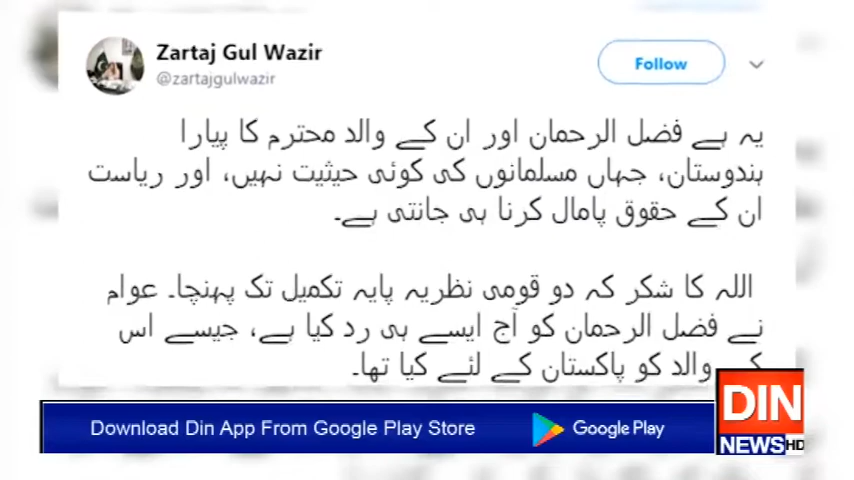 Zartaj Gul Wazir
@zartajgulwazir
Follow
یہ ہے فضل الرحمان اور ان کے والد محترم کا پیارا
ہندوستان، جہاں مسلمانوں کی کوئی حیثیت نہیں، اور ریاست
ان کے حقوق پامال کرنا ہی جانتی ہے۔
اللہ کا شکر کہ دو قومی نظریہ پایہ تکمیل تک پہنچا۔ عوام
نے فضل الرحمان کو آج ایسے ہی رد کیا ہے، جیسے اس
کے والد کو پاکستان کے لئے کیا تھا۔
Download Din App From Google Play Store
Google Play
DIN
NEWS HD